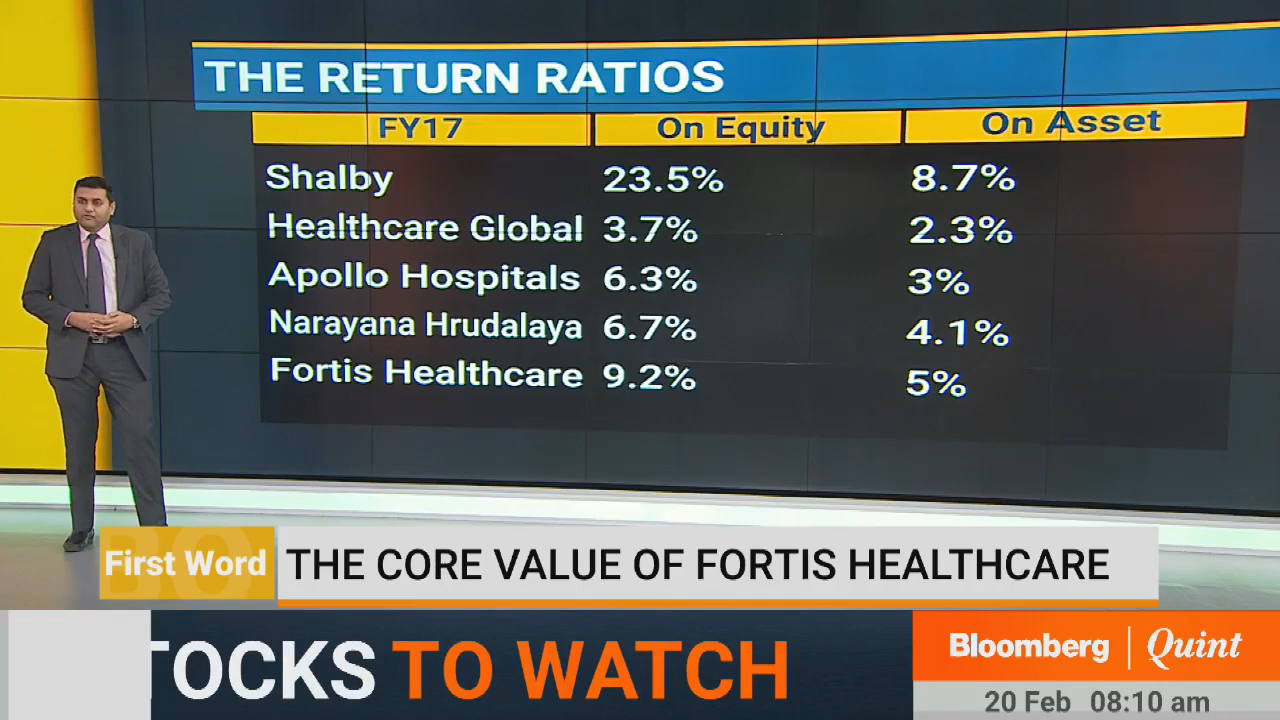 THE RETURN RATIOS
FY17 On Equity On Asset
Shalby 23.5% 8.7%
Healthcare Global 3.7% 2.3%
Apollo Hospitals 6.3% 3%
Narayana Hrudalaya 6.7% 4.1%
Fortis Healthcare 9.2% 5%
First Word THE CORE VALUE OF FORTIS HEALTHCARE
TOCKS TO WATCH
Bloomberg | Quint
20 Feb 08:10 am